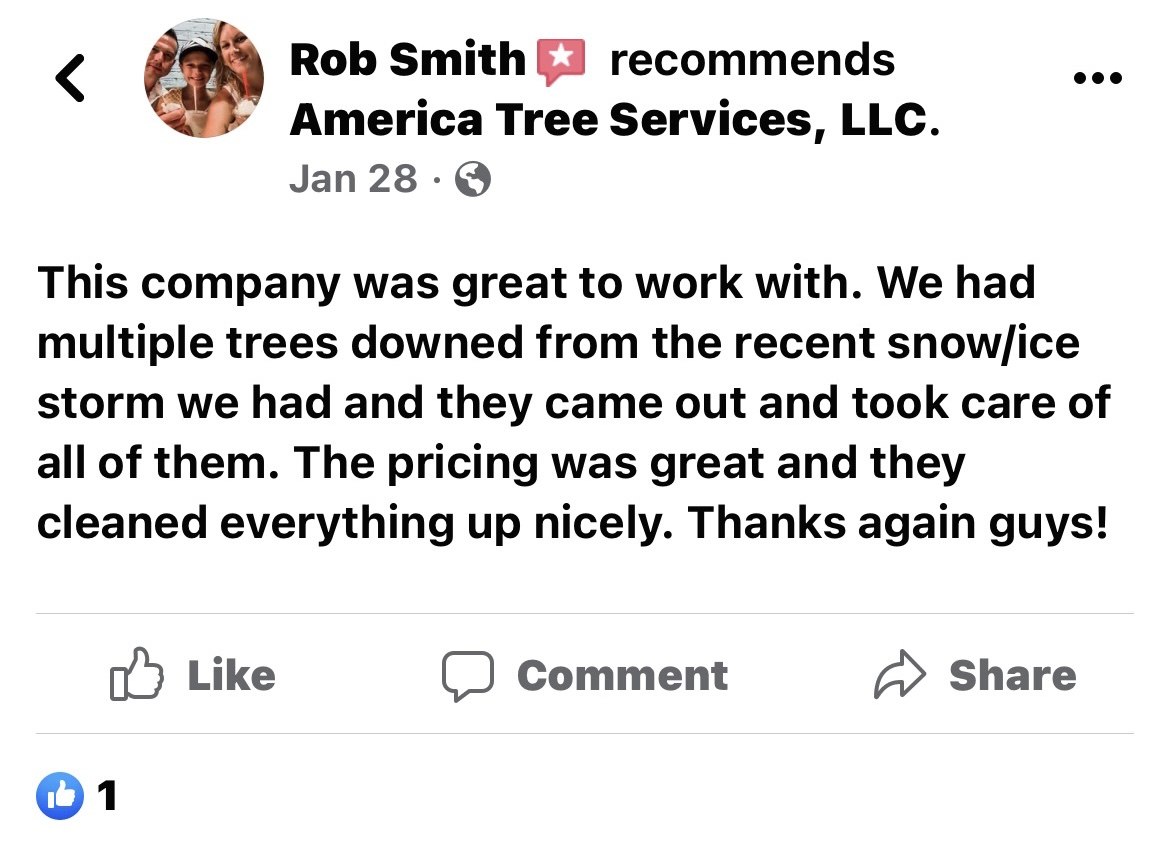 Rob Smith recommends
America Tree Services, LLC.
Jan 28 ·
This company was great to work with. We had
multiple trees downed from the recent snow/ice
storm we had and they came out and took care of
all of them. The pricing was great and they
cleaned everything up nicely. Thanks again guys!
Like Comment Share
1